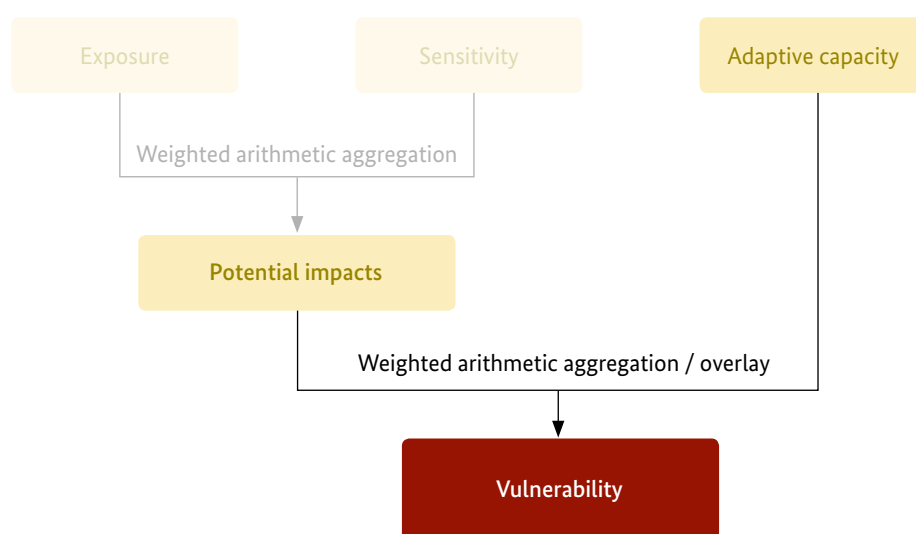 Exposure
Sensitivity
Adaptive capacity
Weighted arithmetic aggregation
Potential impacts
Weighted arithmetic aggregation / overlay
Vulnerability